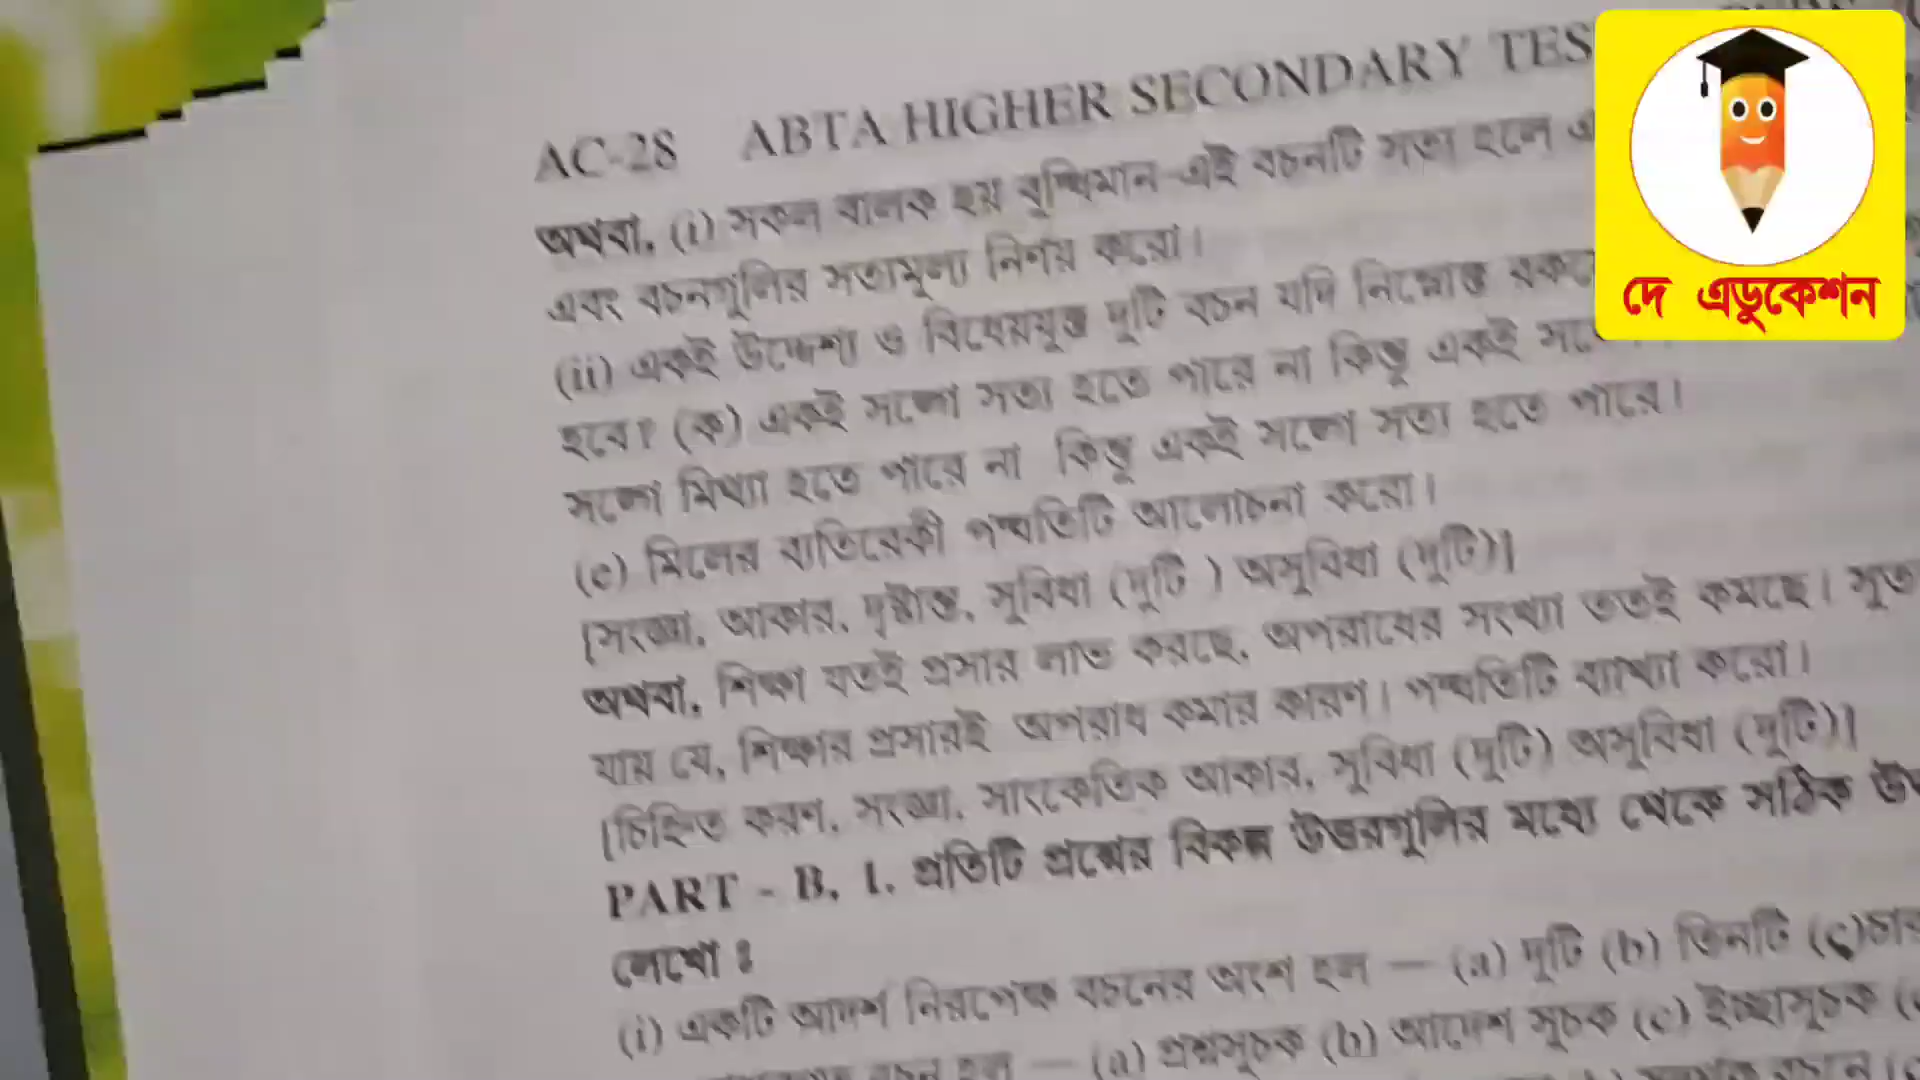 AC-28 ABTA HIGHER SECONDARY TES
অথবা, (i) সকল বালক হয় বুদ্ধিমান-এই বচনটি সত্য হলে
এবং বচনগুলির সত্যমূল্য নির্ণয় করো।
(ii) একই উদ্দেশ্য ও বিধেয়যুক্ত দুটি বচন যদি নিম্নোক্ত
হবে? (ক) একই সঙ্গে সত্য হতে পারে না কিন্তু একই
সঙ্গে মিথ্যা হতে পারে না কিন্তু একই সঙ্গে সত্য হতে পারে।
(c) মিলের ব্যতিরেকী পদ্ধতিটি আলোচনা করো।
[সংজ্ঞা, আকার, দৃষ্টান্ত, সুবিধা (দুটি ) অসুবিধা (দুটি)]
অথবা, শিক্ষা যতই প্রসার লাভ করছে, অপরাধের সংখ্যা ততই কমছে।
যায় যে, শিক্ষার প্রসারই অপরাধ কমার কারণ। পদ্ধতিটি ব্যাখ্যা করো।
[চিহ্নিত করণ, সংজ্ঞা, সাংকেতিক আকার, সুবিধা (দুটি) অসুবিধা (দুটি)]
PART - B, 1. প্রতিটি প্রশ্নের বিকল্প উত্তরগুলির মধ্যে থেকে সঠিক
লেখো ঃ
(i) একটি আদর্শ নিরপেক্ষ বচনের অংশ হল — (a) দুটি (b) তিনটি (c)
বচন হল — (a) প্রশ্নসূচক (b) আদেশ সূচক (c) ইচ্ছাসূচক
দে এডুকেশন